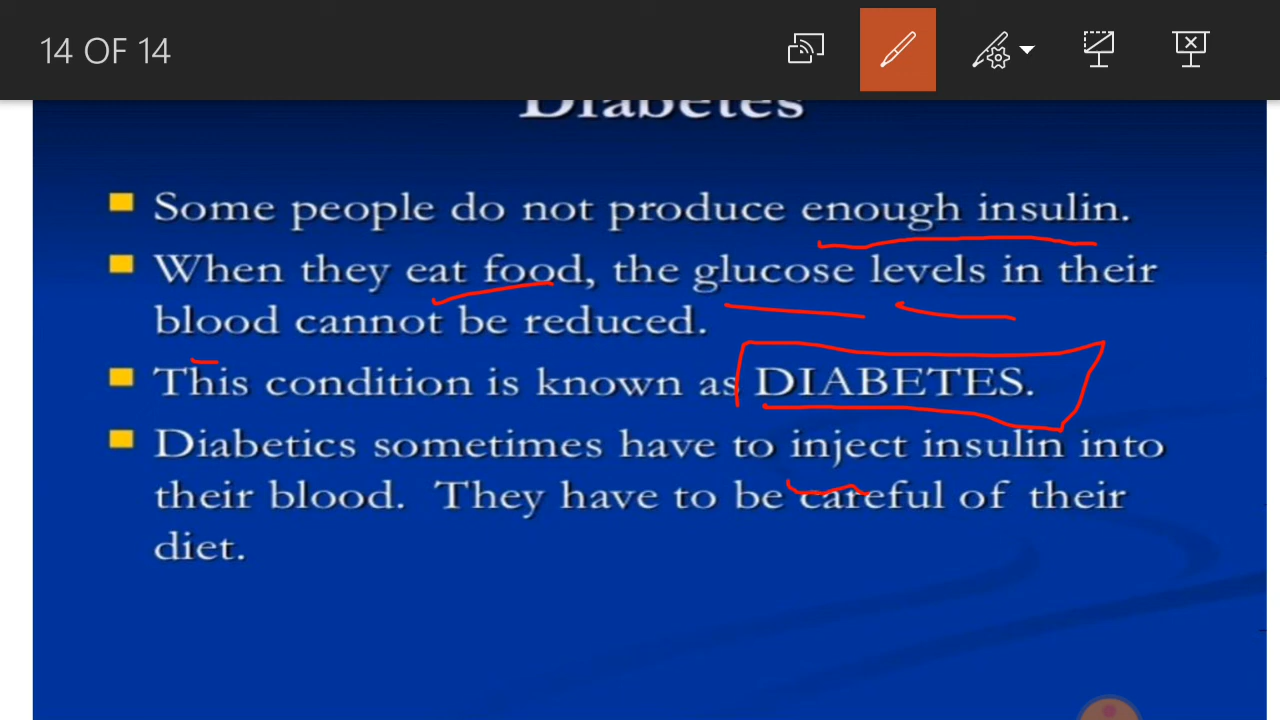 14 OF 14
Diabetes
Some people do not produce enough insulin.
When they eat food, the glucose levels in their
blood cannot be reduced.
This condition is known as DIABETES.
Diabetics sometimes have to inject insulin into
their blood. They have to be careful of their
diet.